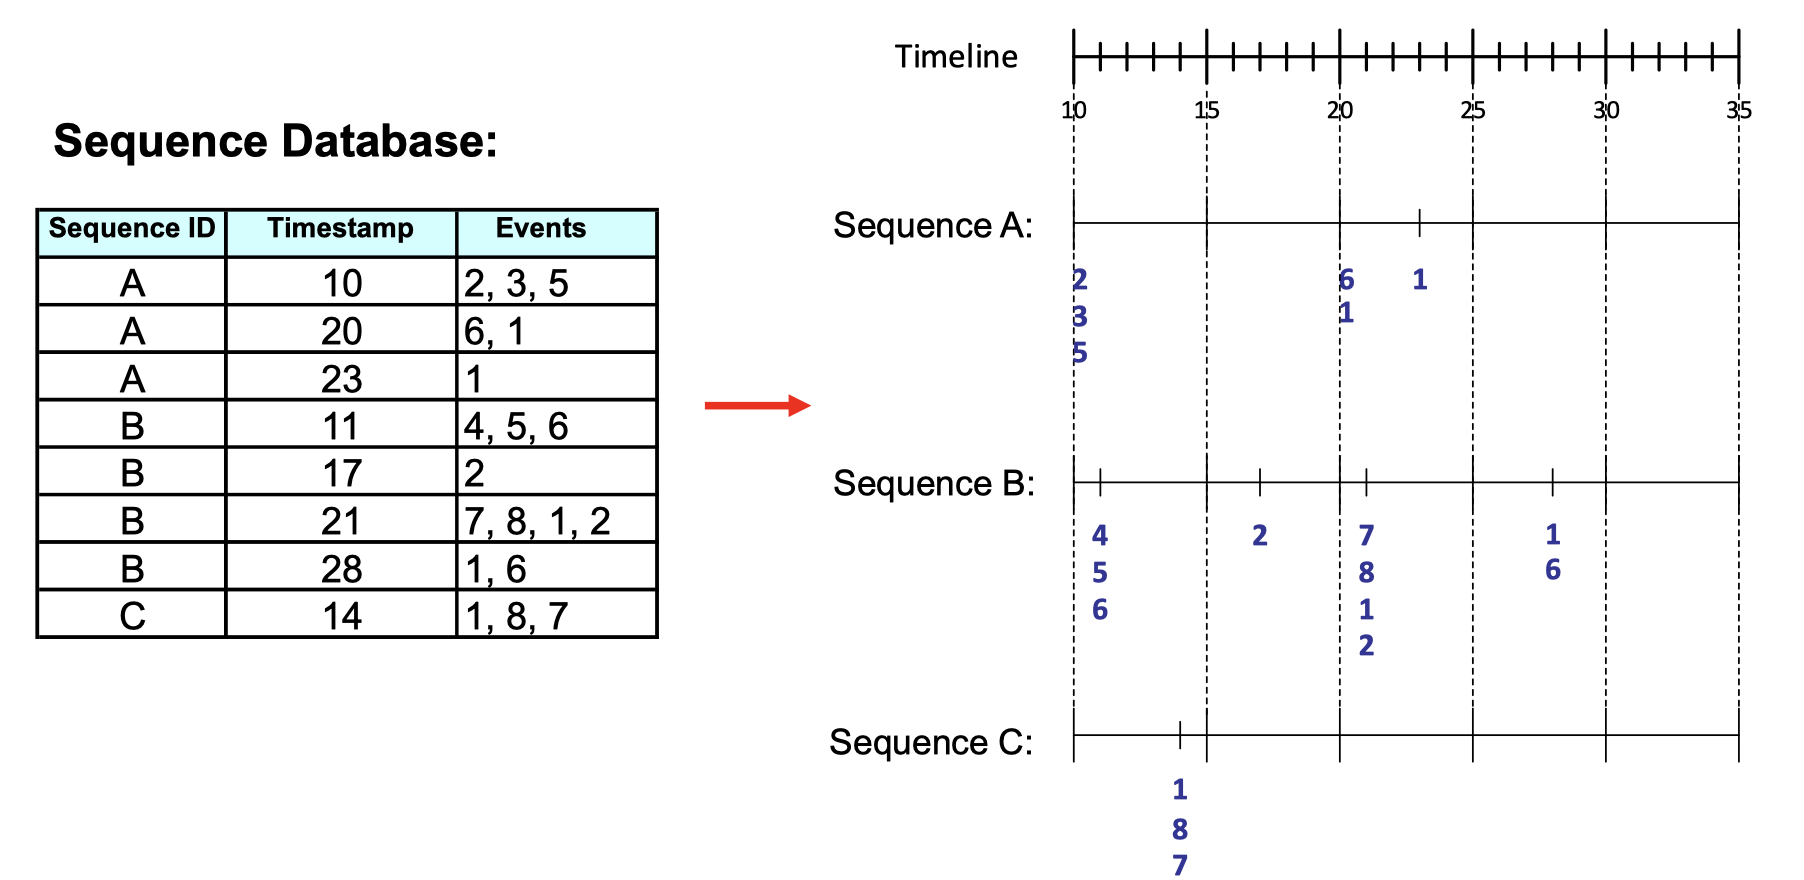 Sequence Database:
Sequence ID Timestamp Events
A 10 2, 3, 5
A 20 6, 1
A 23 1
B 11 4, 5, 6
B 17 2
B 21 7, 8, 1, 2
B 28 1, 6
C 14 1, 8, 7
Timeline
10 15 20 25 30 35
Sequence A:
2 6 1
3 1
5
Sequence B:
4 2 7 1
5 8 6
6 1
2
Sequence C:
1
8
7